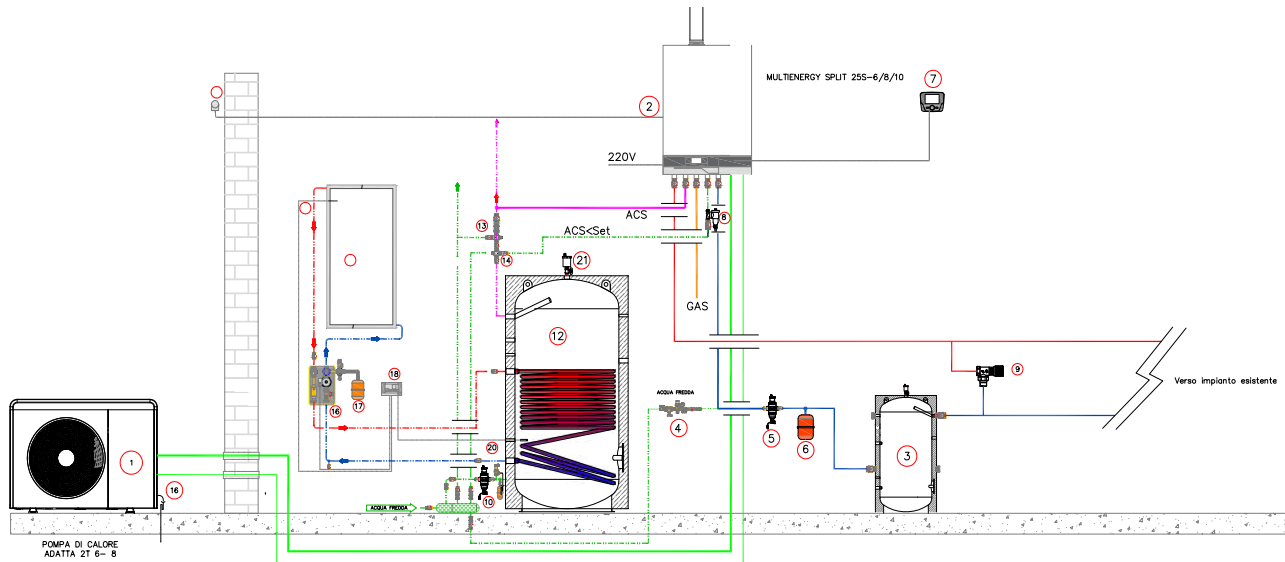 MULTIENERGY SPLIT 25S-6/8/10
7
2
220V
ACS
8
13
ACS<Set
14
21
GAS
12
18
9
Verso impianto esistente
17
16
ACQUA FREDDA
4
5
6
3
20
1
16
10
ACQUA FREDDA
POMPA DI CALORE
ADATTA 2T 6- 8